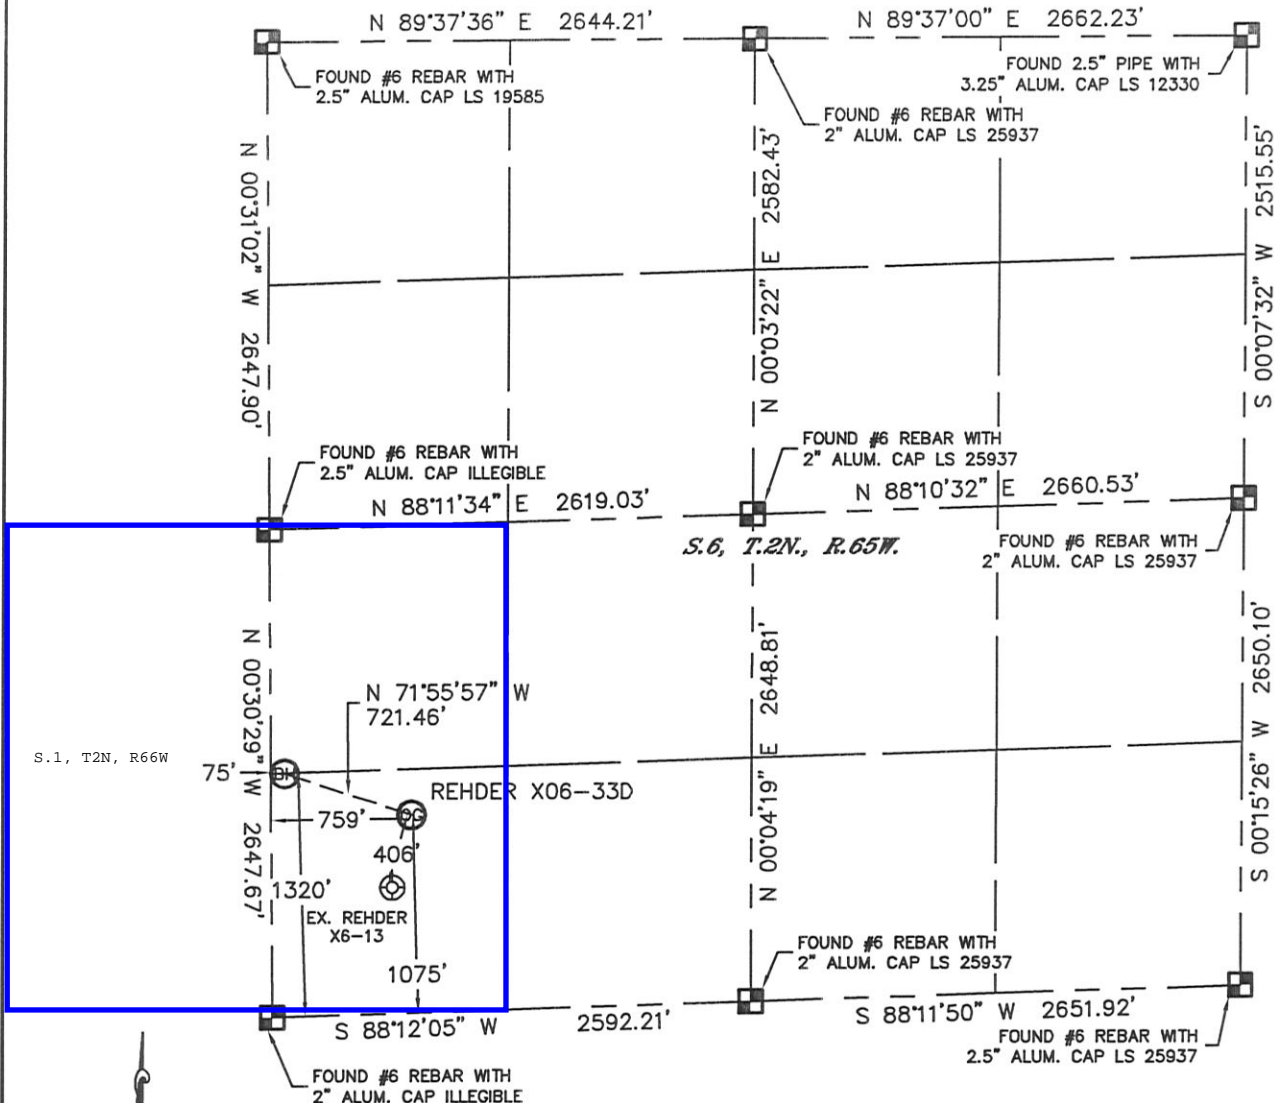 N 89°37'36" E 2644.21'
N 89°37'00" E 2662.23'
FOUND #6 REBAR WITH
2.5" ALUM. CAP LS 19585
FOUND 2.5" PIPE WITH
3.25" ALUM. CAP LS 12330
FOUND #6 REBAR WITH
2" ALUM. CAP LS 25937
N 00°31'02" W 2647.90'
N 00°03'22" E 2582.43'
S 00°07'32" W 2515.55'
FOUND #6 REBAR WITH
2.5" ALUM. CAP ILLEGIBLE
FOUND #6 REBAR WITH
2" ALUM. CAP LS 25937
N 88°11'34" E 2619.03'
N 88°10'32" E 2660.53'
S.6, T.2N., R.65W.
FOUND #6 REBAR WITH
2" ALUM. CAP LS 25937
N 00°30'29" W 2647.67'
N 00°04'19" E 2648.81'
S 00°15'26" W 2650.10'
N 71°55'57" W
721.46'
S.1, T2N, R66W
75'
BH
REHDER X06-33D
759'
SG
406'
1320'
EX. REHDER
X6-13
1075'
FOUND #6 REBAR WITH
2" ALUM. CAP LS 25937
S 88°12'05" W 2592.21'
S 88°11'50" W 2651.92'
FOUND #6 REBAR WITH
2.5" ALUM. CAP LS 25937
FOUND #6 REBAR WITH
2" ALUM. CAP ILLEGIBLE